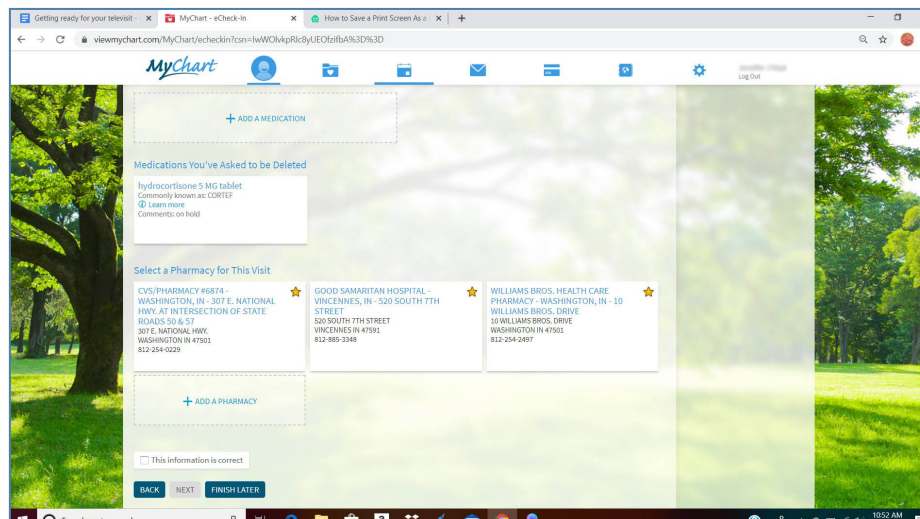 Getting ready for your televisit -
MyChart - eCheck-In
How to Save a Print Screen As a
viewmychart.com/MyChart/echeckin?csn=IwWOlvkpRIc8yUEOfzifbA%3D%3D
MyChart
Log Out
+ ADD A MEDICATION
Medications You've Asked to be Deleted
hydrocortisone 5 MG tablet
Commonly known as: CORTEF
Learn more
Comments: on hold
Select a Pharmacy for This Visit
CVS/PHARMACY #6874 -
WASHINGTON, IN - 307 E. NATIONAL
HWY. AT INTERSECTION OF STATE
ROADS 50 & 57
307 E. NATIONAL HWY.
WASHINGTON IN 47501
812-254-0229
GOOD SAMARITAN HOSPITAL -
VINCENNES, IN - 520 SOUTH 7TH
STREET
520 SOUTH 7TH STREET
VINCENNES IN 47591
812-885-3348
WILLIAMS BROS. HEALTH CARE
PHARMACY - WASHINGTON, IN - 10
WILLIAMS BROS. DRIVE
10 WILLIAMS BROS. DRIVE
WASHINGTON IN 47501
812-254-2497
+ ADD A PHARMACY
This information is correct
BACK NEXT FINISH LATER
10:52 AM